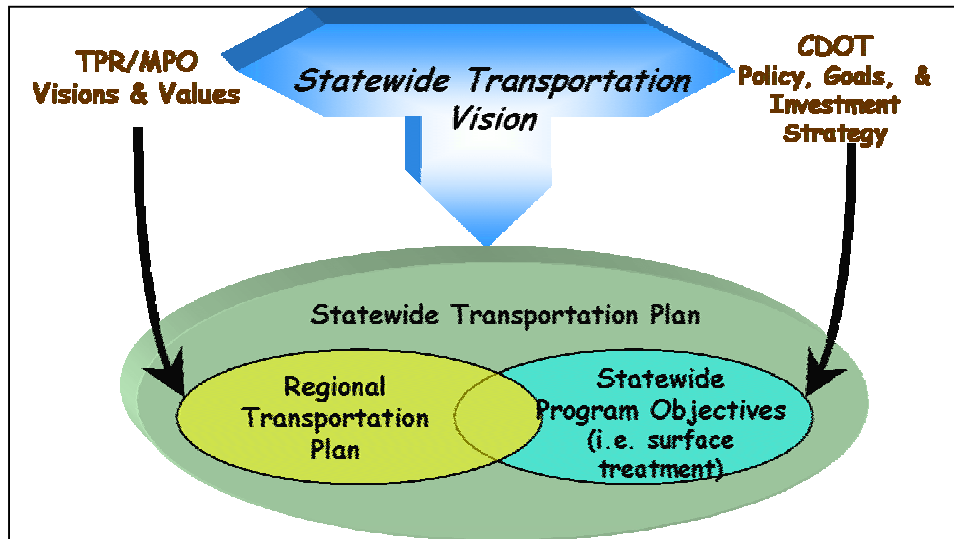 TPR/MPO
Visions & Values
Statewide Transportation
Vision
CDOT
Policy, Goals, &
Investment
Strategy
Statewide Transportation Plan
Regional
Transportation
Plan
Statewide
Program Objectives
(i.e. surface
treatment)